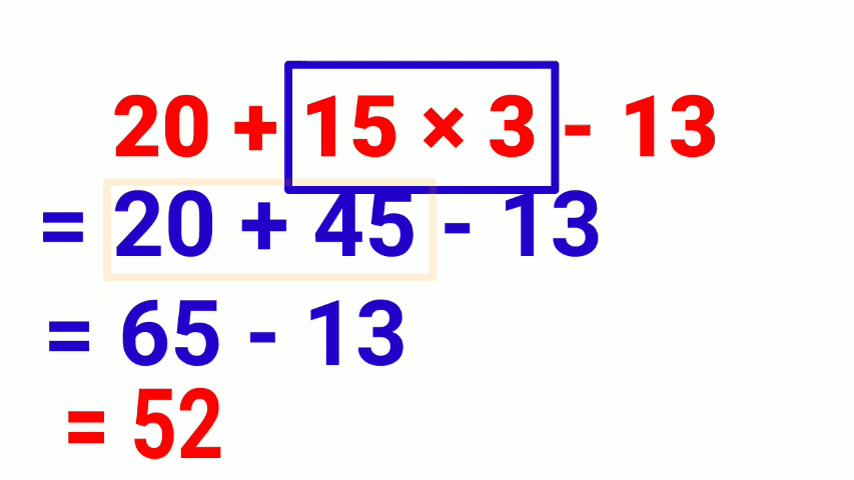 20 + 15 × 3 - 13
= 20 + 45 - 13
= 65 - 13
= 52